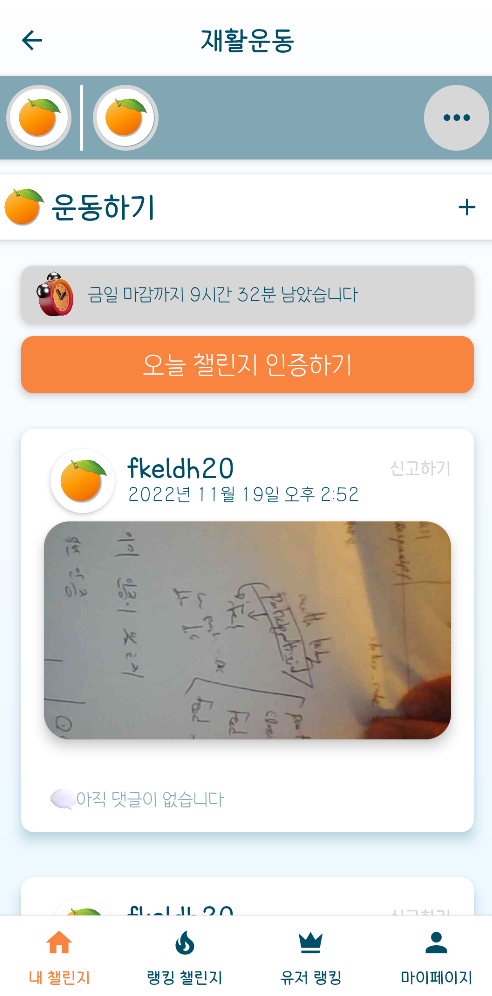 재활운동
운동하기
금일 마감까지 9시간 32분 남았습니다
오늘 챌린지 인증하기
fkeldh20
신고하기
2022년 11월 19일 오후 2:52
아직 댓글이 없습니다
fkeldh20
신고하기
내 챌린지
랭킹 챌린지
유저 랭킹
마이페이지